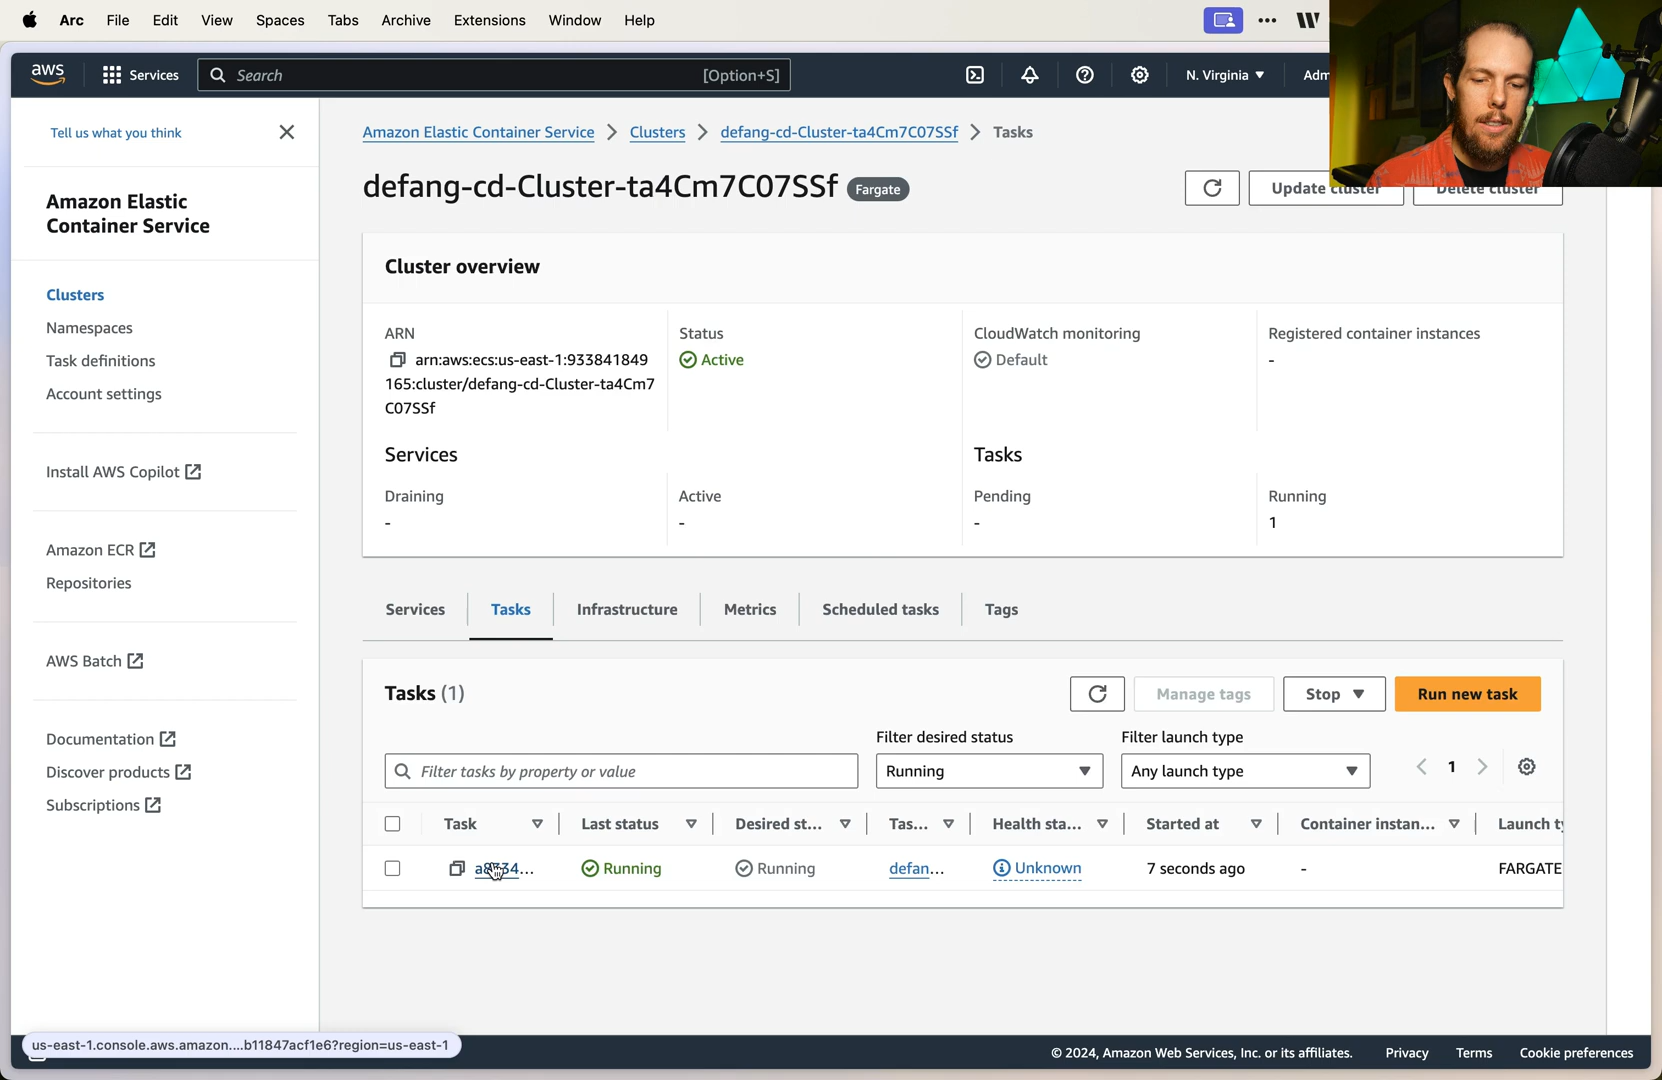 Arc File Edit View Spaces Tabs Archive Extensions Window Help
aws Services Search [Option+S] N. Virginia Adm
Tell us what you think
Amazon Elastic Container Service
Clusters
Namespaces
Task definitions
Account settings
Install AWS Copilot
Amazon ECR
Repositories
AWS Batch
Documentation
Discover products
Subscriptions
Amazon Elastic Container Service > Clusters > defang-cd-Cluster-ta4Cm7C07SSf > Tasks
defang-cd-Cluster-ta4Cm7C07SSf Fargate
Update cluster Delete cluster
Cluster overview
ARN
arn:aws:ecs:us-east-1:933841849
165:cluster/defang-cd-Cluster-ta4Cm7
C07SSf
Status
Active
CloudWatch monitoring
Default
Registered container instances
-
Services
Tasks
Draining Active Pending Running
- - - 1
Services Tasks Infrastructure Metrics Scheduled tasks Tags
Tasks (1)
Manage tags Stop Run new task
Filter desired status Filter launch type
Filter tasks by property or value Running Any launch type 1
Task Last status Desired st... Tas... Health sta... Started at Container instan... Launch ty
Running Running defan... Unknown 7 seconds ago - FARGATE
us-east-1.console.aws.amazon....b11847acf1e6?region=us-east-1
© 2024, Amazon Web Services, Inc. or its affiliates. Privacy Terms Cookie preferences